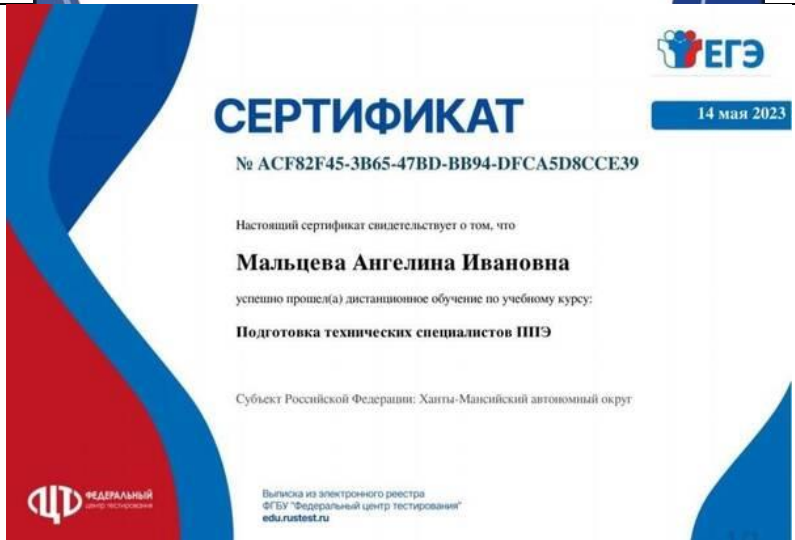 ЕГЭ
СЕРТИФИКАТ
14 мая 2023
№ ACF82F45-3B65-47BD-BB94-DFCA5D8CCE39
Настоящий сертификат свидетельствует о том, что
Мальцева Ангелина Ивановна
успешно прошел(а) дистанционное обучение по учебному курсу:
Подготовка технических специалистов ППЭ
Субъект Российской Федерации: Ханты-Мансийский автономный округ
ФЕДЕРАЛЬНЫЙ
центр тестирования
Выписка из электронного реестра
ФГБУ "Федеральный центр тестирования"
edu.rustest.ru